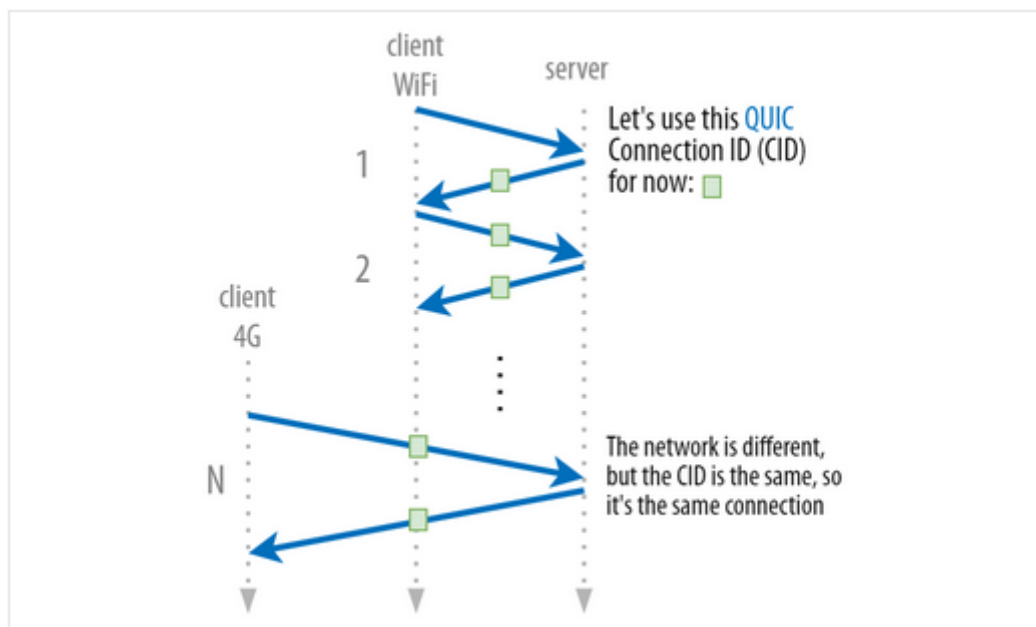 client
WiFi
server
Let's use this QUIC
Connection ID (CID)
for now:
1
2
client
4G
N
The network is different,
but the CID is the same, so
it's the same connection